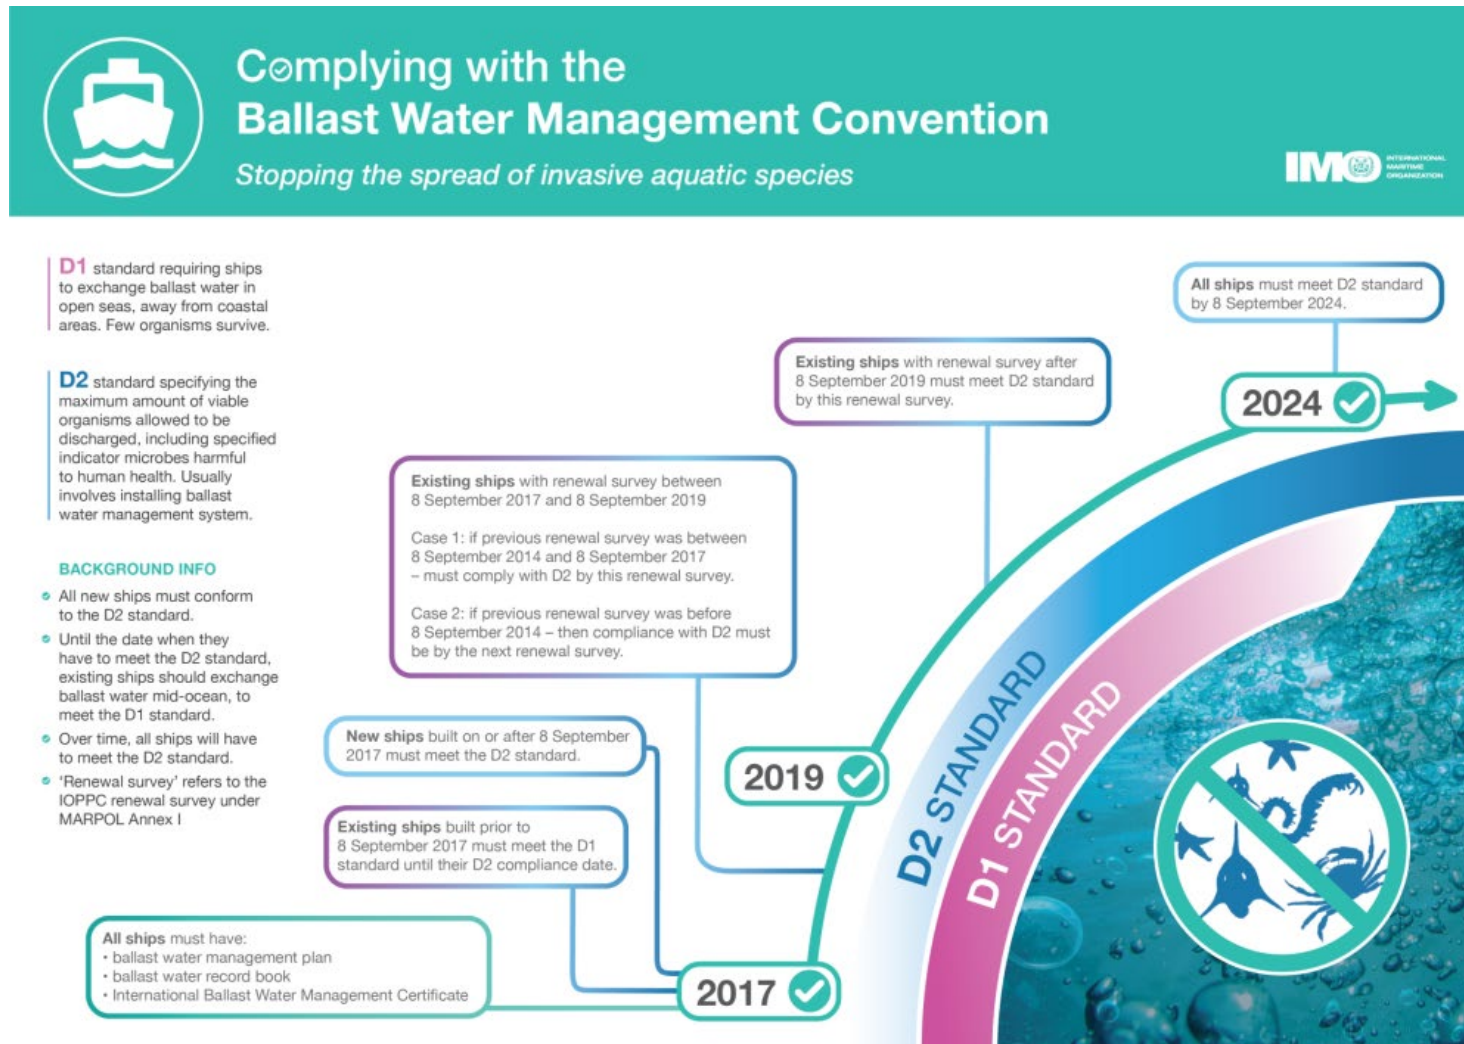 Complying with the
Ballast Water Management Convention
Stopping the spread of invasive aquatic species
IMO
INTERNATIONAL
MARITIME
ORGANIZATION
D1 standard requiring ships
to exchange ballast water in
open seas, away from coastal
areas. Few organisms survive.
D2 standard specifying the
maximum amount of viable
organisms allowed to be
discharged, including specified
indicator microbes harmful
to human health. Usually
involves installing ballast
water management system.
BACKGROUND INFO
All new ships must conform
to the D2 standard.
Until the date when they
have to meet the D2 standard,
existing ships should exchange
ballast water mid-ocean, to
meet the D1 standard.
Over time, all ships will have
to meet the D2 standard.
‘Renewal survey’ refers to the
IOPPC renewal survey under
MARPOL Annex I
All ships must meet D2 standard
by 8 September 2024.
2024
Existing ships with renewal survey after
8 September 2019 must meet D2 standard
by this renewal survey.
Existing ships with renewal survey between
8 September 2017 and 8 September 2019
Case 1: if previous renewal survey was between
8 September 2014 and 8 September 2017
– must comply with D2 by this renewal survey.
Case 2: if previous renewal survey was before
8 September 2014 – then compliance with D2 must
be by the next renewal survey.
2019
New ships built on or after 8 September
2017 must meet the D2 standard.
Existing ships built prior to
8 September 2017 must meet the D1
standard until their D2 compliance date.
All ships must have:
• ballast water management plan
• ballast water record book
• International Ballast Water Management Certificate
2017
D2 STANDARD
D1 STANDARD